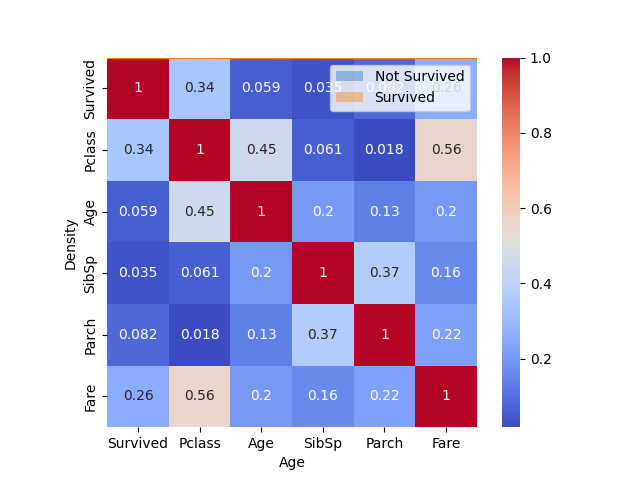 Not Survived
Survived
1.0
0.8
0.6
0.4
0.2
Density
Survived 1 0.34 0.059 0.035 0.082 0.26
Pclass 0.34 1 0.45 0.061 0.018 0.56
Age 0.059 0.45 1 0.2 0.13 0.2
SibSp 0.035 0.061 0.2 1 0.37 0.16
Parch 0.082 0.018 0.13 0.37 1 0.22
Fare 0.26 0.56 0.2 0.16 0.22 1
Survived Pclass Age SibSp Parch Fare
Age